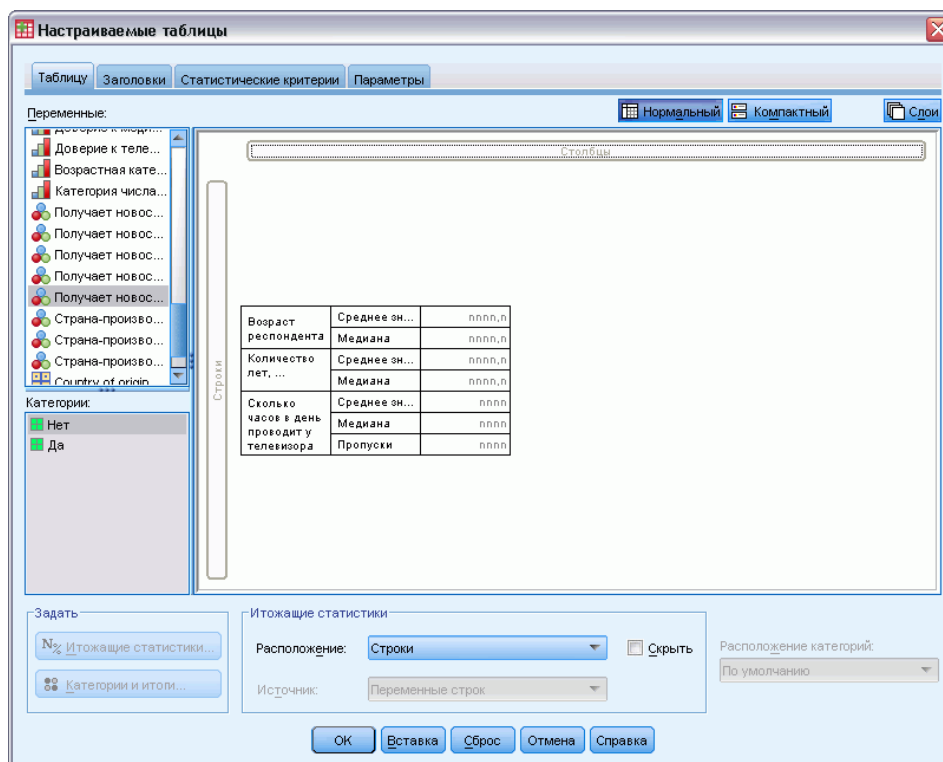 Настраиваемые таблицы
Таблицу Заголовки Статистические критерии Параметры
Переменные:
Нормальный Компактный Слои
Доверие к меди...
Доверие к теле...
Возрастная кате...
Категория числа...
Получает новос...
Получает новос...
Получает новос...
Получает новос...
Получает новос...
Страна-произво...
Страна-произво...
Страна-произво...
Country of origin
Категории:
Нет
Да
Столбцы
Строки
Возраст респондента Среднее зн... nnnn,n
Медиана nnnn,n
Количество лет, ... Среднее зн... nnnn,n
Медиана nnnn,n
Сколько часов в день проводит у телевизора Среднее зн... nnnn
Медиана nnnn
Пропуски nnnn
Задать
N% Итожащие статистики...
Категории и итоги...
Итожащие статистики
Расположение: Строки Скрыть
Источник: Переменные строк
Расположение категорий:
По умолчанию
OK Вставка Сброс Отмена Справка